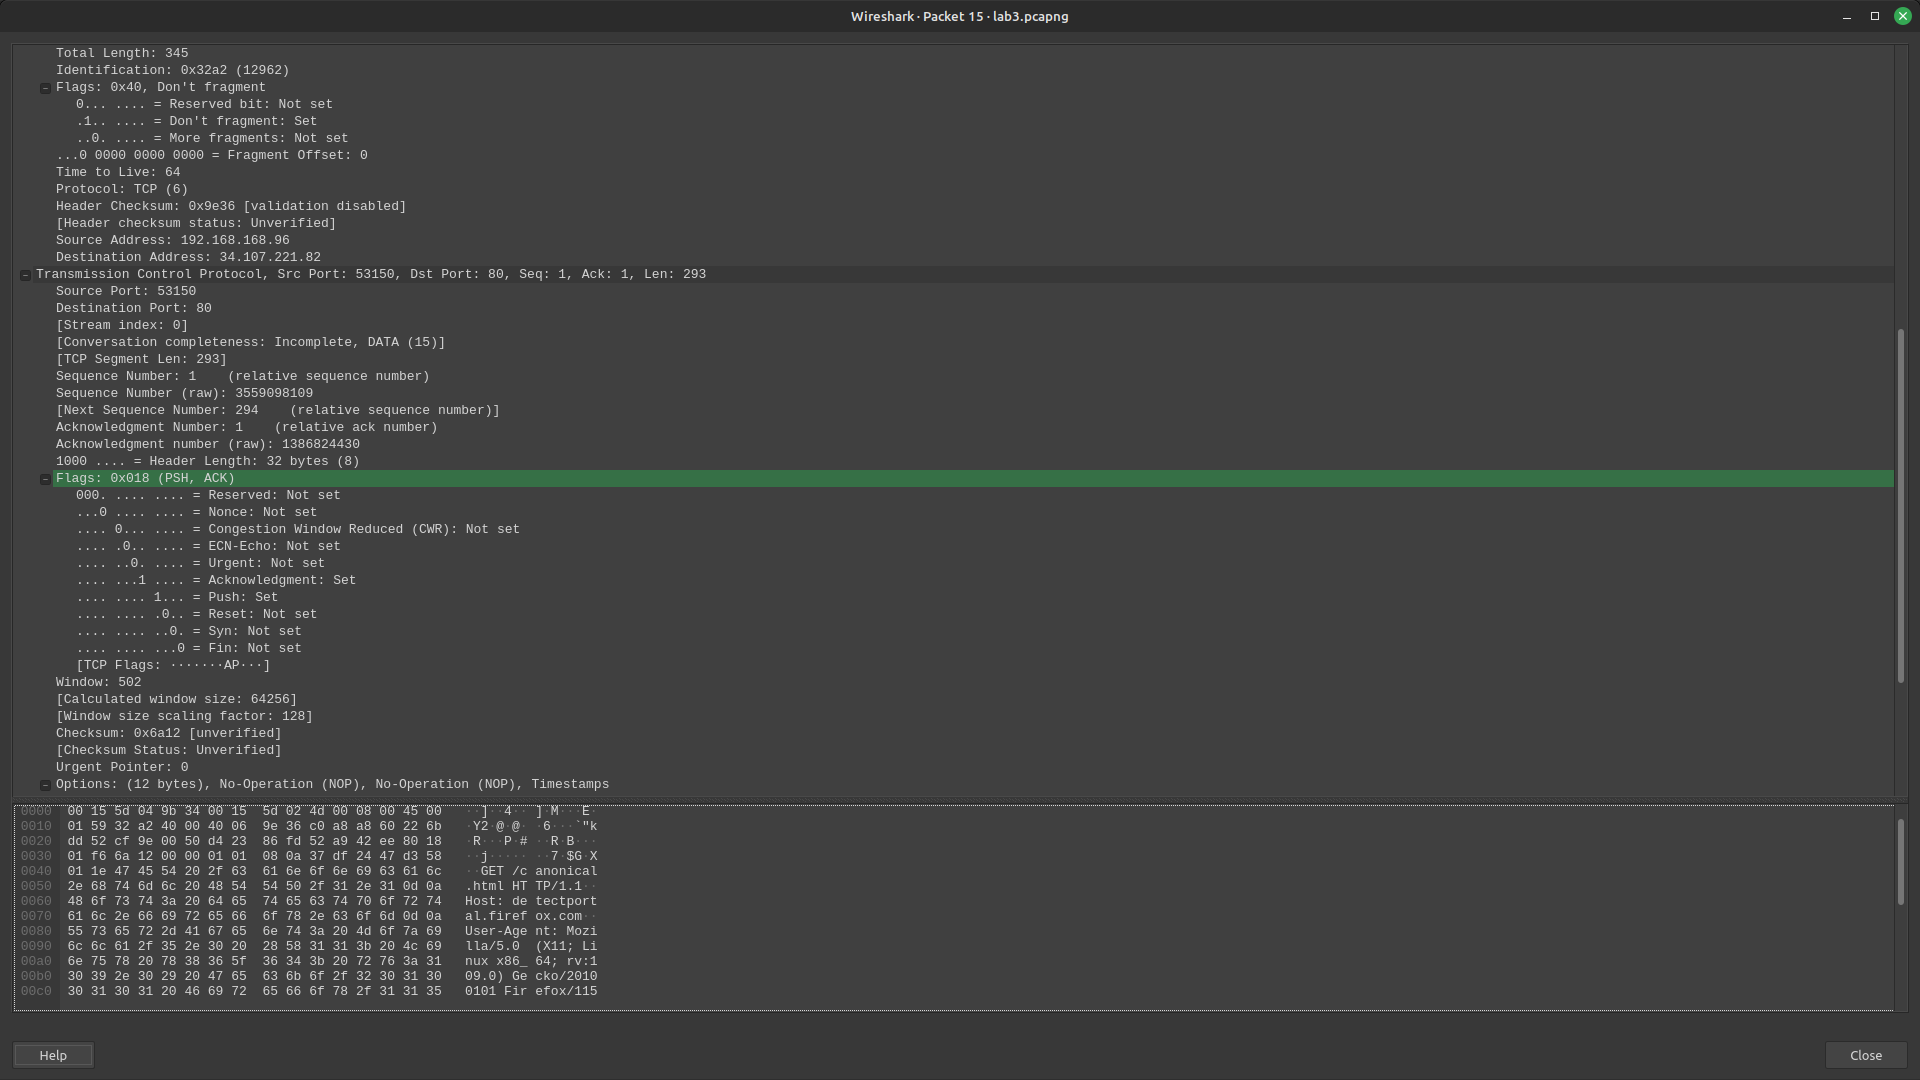 Wireshark · Packet 15 · lab3.pcapng
Total Length: 345
Identification: 0x32a2 (12962)
Flags: 0x40, Don't fragment
0... .... = Reserved bit: Not set
.1.. .... = Don't fragment: Set
..0. .... = More fragments: Not set
...0 0000 0000 0000 = Fragment Offset: 0
Time to Live: 64
Protocol: TCP (6)
Header Checksum: 0x9e36 [validation disabled]
[Header checksum status: Unverified]
Source Address: 192.168.168.96
Destination Address: 34.107.221.82
Transmission Control Protocol, Src Port: 53150, Dst Port: 80, Seq: 1, Ack: 1, Len: 293
Source Port: 53150
Destination Port: 80
[Stream index: 0]
[Conversation completeness: Incomplete, DATA (15)]
[TCP Segment Len: 293]
Sequence Number: 1    (relative sequence number)
Sequence Number (raw): 3559098109
[Next Sequence Number: 294    (relative sequence number)]
Acknowledgment Number: 1    (relative ack number)
Acknowledgment number (raw): 1386824430
1000 .... = Header Length: 32 bytes (8)
Flags: 0x018 (PSH, ACK)
000. .... .... = Reserved: Not set
...0 .... .... = Nonce: Not set
.... 0... .... = Congestion Window Reduced (CWR): Not set
.... .0.. .... = ECN-Echo: Not set
.... ..0. .... = Urgent: Not set
.... ...1 .... = Acknowledgment: Set
.... .... 1... = Push: Set
.... .... .0.. = Reset: Not set
.... .... ..0. = Syn: Not set
.... .... ...0 = Fin: Not set
[TCP Flags: ·······AP···]
Window: 502
[Calculated window size: 64256]
[Window size scaling factor: 128]
Checksum: 0x6a12 [unverified]
[Checksum Status: Unverified]
Urgent Pointer: 0
Options: (12 bytes), No-Operation (NOP), No-Operation (NOP), Timestamps
0000  00 15 5d 04 9b 34 00 15  5d 02 4d 00 08 00 45 00   ··]··4·· ]·M···E·
0010  01 59 32 a2 40 00 40 06  9e 36 c0 a8 a8 60 22 6b   ·Y2·@·@· ·6···`"k
0020  dd 52 cf 9e 00 50 d4 23  86 fd 52 a9 42 ee 80 18   ·R···P·# ··R·B···
0030  01 f6 6a 12 00 00 01 01  08 0a 37 df 24 47 d3 58   ··j····· ··7·$G·X
0040  01 1e 47 45 54 20 2f 63  61 6e 6f 6e 69 63 61 6c   ··GET /c anonical
0050  2e 68 74 6d 6c 20 48 54  54 50 2f 31 2e 31 0d 0a   .html HT TP/1.1··
0060  48 6f 73 74 3a 20 64 65  74 65 63 74 70 6f 72 74   Host: de tectport
0070  61 6c 2e 66 69 72 65 66  6f 78 2e 63 6f 6d 0d 0a   al.firef ox.com··
0080  55 73 65 72 2d 41 67 65  6e 74 3a 20 4d 6f 7a 69   User-Age nt: Mozi
0090  6c 6c 61 2f 35 2e 30 20  28 58 31 31 3b 20 4c 69   lla/5.0  (X11; Li
00a0  6e 75 78 20 78 38 36 5f  36 34 3b 20 72 76 3a 31   nux x86_ 64; rv:1
00b0  30 39 2e 30 29 20 47 65  63 6b 6f 2f 32 30 31 30   09.0) Ge cko/2010
00c0  30 31 30 31 20 46 69 72  65 66 6f 78 2f 31 31 35   0101 Fir efox/115
Help
Close